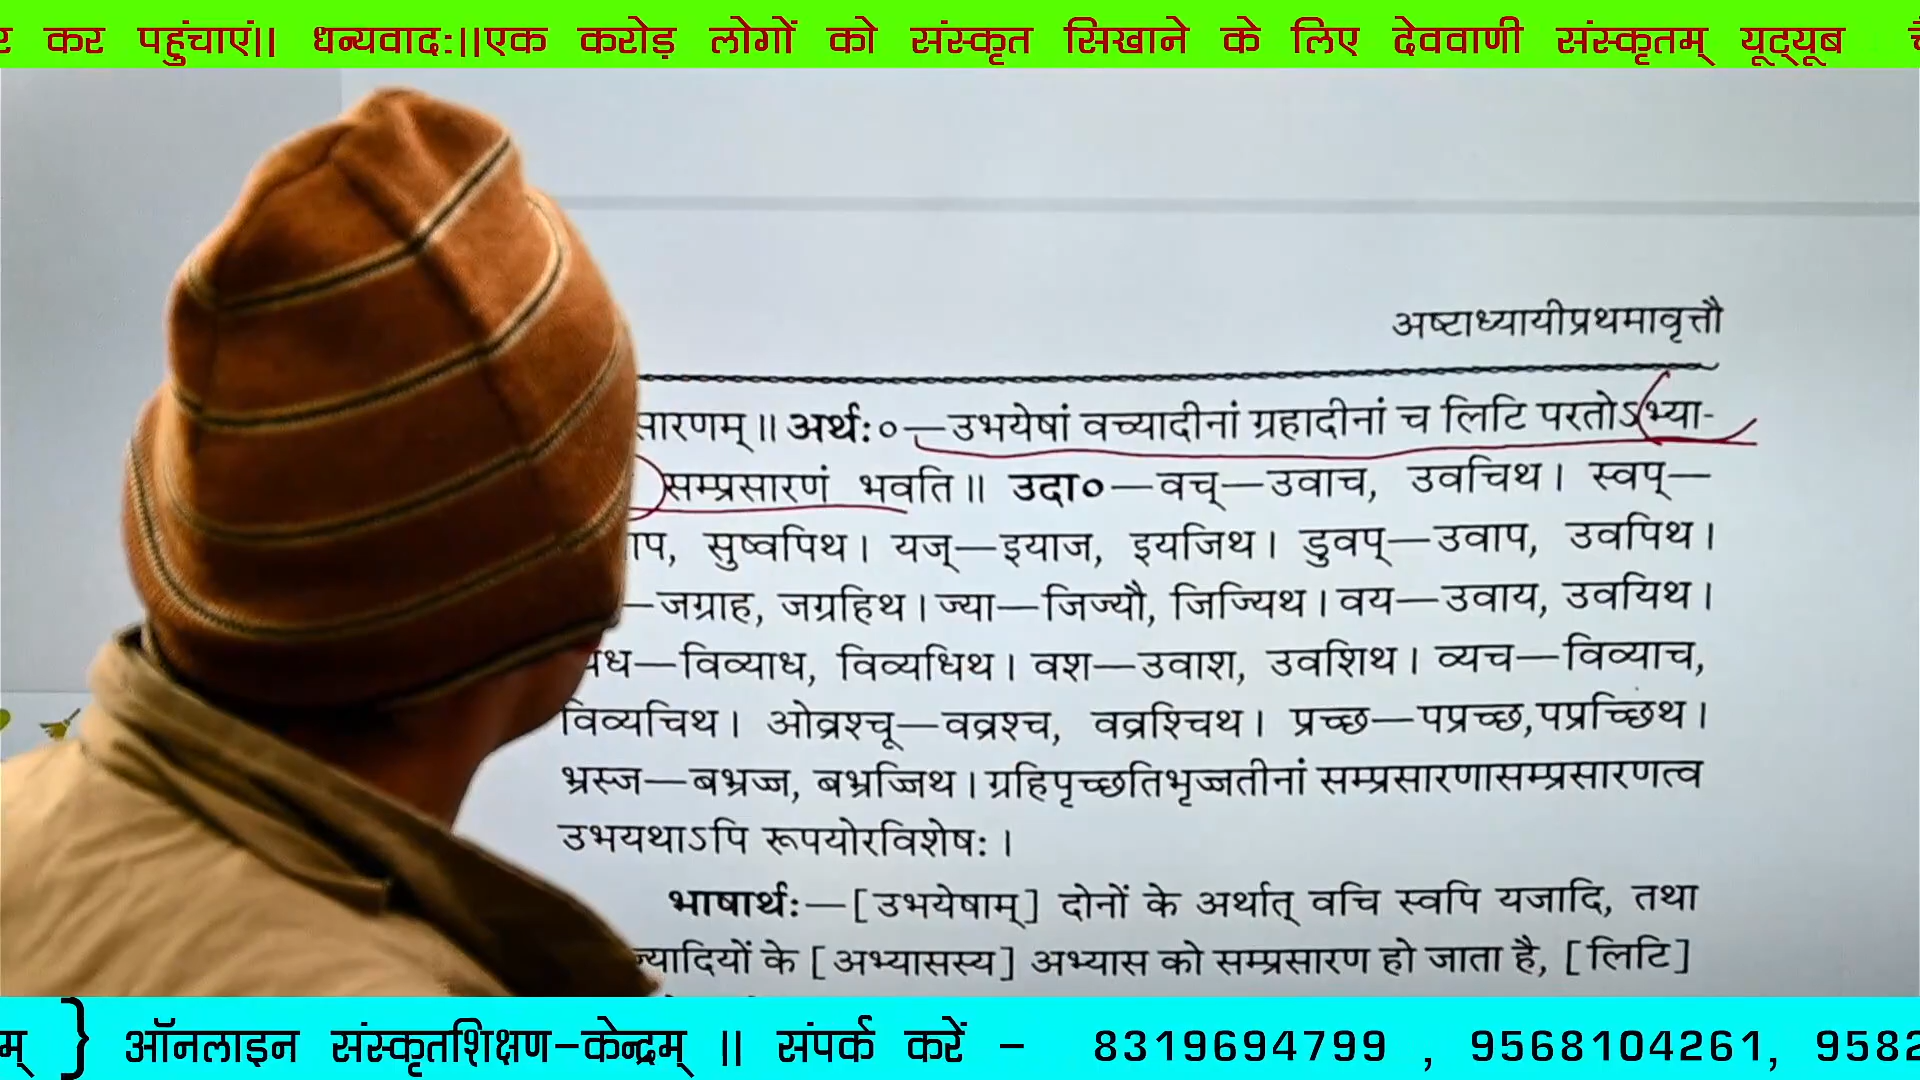 कर पहुंचाएं|| धन्यवादः||एक करोड़ लोगों को संस्कृत सिखाने के लिए देववाणी संस्कृतम् यूट्यूब
अष्टाध्यायीप्रथमावृत्तौ
सारणम्॥ अर्थः०—उभयेषां वच्यादीनां ग्रहादीनां च लिटि परतोऽभ्या-
सम्प्रसारणं भवति॥ उदा०—वच्—उवाच, उवचिथ। स्वप्—
ाप, सुष्वपिथ। यज्—इयाज, इयजिथ। डुवप्—उवाप, उवपिथ।
—जग्राह, जग्रहिथ। ज्या—जिज्यौ, जिज्यिथ। वय—उवाय, उवयिथ।
—विव्याध, विव्यधिथ। वश—उवाश, उवशिथ। व्यच—विव्याच,
विव्यचिथ। ओव्रश्चू—वव्रश्च, वव्रश्चिथ। प्रच्छ—पप्रच्छ,पप्रच्छिथ।
भ्रस्ज—बभ्रज्ज, बभ्रज्जिथ। ग्रहिपृच्छतिभृज्जतीनां सम्प्रसारणासम्प्रसारणत्व
उभयथाऽपि रूपयोरविशेषः।
भाषार्थः—[उभयेषाम्] दोनों के अर्थात् वचि स्वपि यजादि, तथा
ज्यादियों के [अभ्यासस्य] अभ्यास को सम्प्रसारण हो जाता है, [लिटि]
म् } ऑनलाइन संस्कृतशिक्षण-केन्द्रम् || संपर्क करें - 8319694799 , 9568104261, 9582